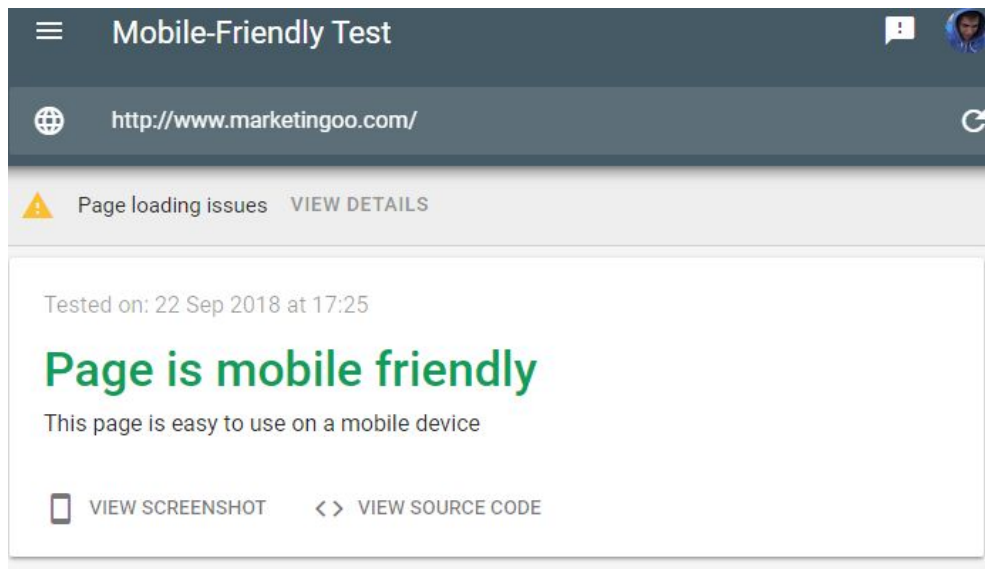 Mobile-Friendly Test
http://www.marketingoo.com/
Page loading issues VIEW DETAILS
Tested on: 22 Sep 2018 at 17:25
Page is mobile friendly
This page is easy to use on a mobile device
VIEW SCREENSHOT <> VIEW SOURCE CODE